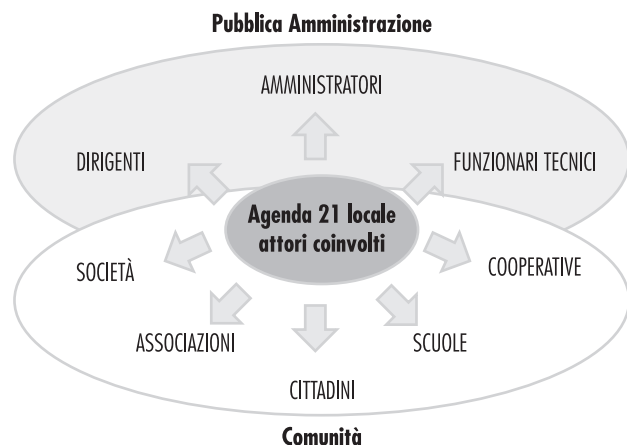 Pubblica Amministrazione
AMMINISTRATORI
DIRIGENTI
FUNZIONARI TECNICI
Agenda 21 locale
attori coinvolti
SOCIETÀ
COOPERATIVE
ASSOCIAZIONI
SCUOLE
CITTADINI
Comunità